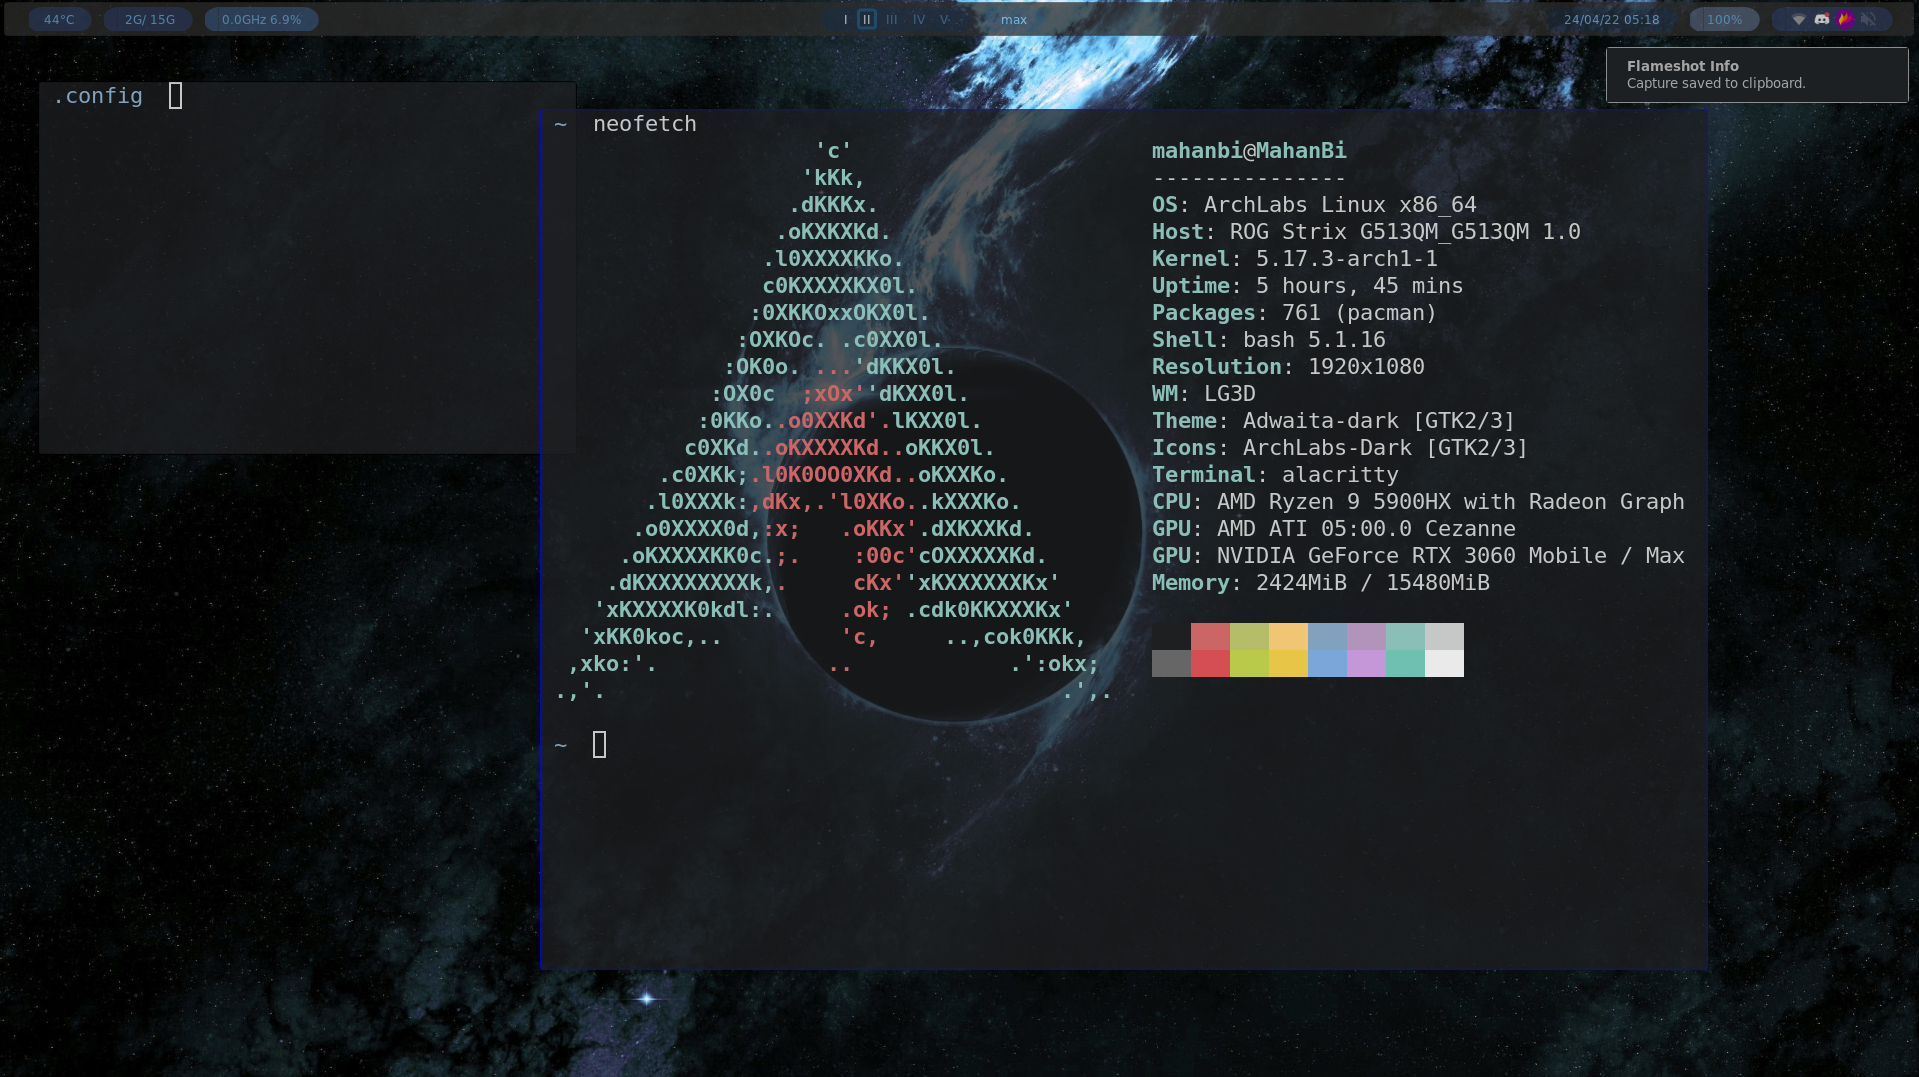 44°C 2G/ 15G 0.0GHz 6.9% I II III IV V max 24/04/22 05:18 100%
Flameshot Info
Capture saved to clipboard.
.config
~ neofetch
'c'
'kKk,
.dKKKx.
.oKXKXKd.
.l0XXXXKKo.
c0KXXXXKX0l.
:0XKKOxxOKX0l.
:OXKOc. .c0XX0l.
:OK0o. ...'dKKX0l.
:OX0c  ;xOx''dKXX0l.
:0KKo..o0XXKd'.lKXX0l.
c0XKd..oKXXXXKd..oKKX0l.
.c0XKk;.l0K0OO0XKd..oKXXKo.
.l0XXXk:,dKx,.'l0XKo..kXXXKo.
.o0XXXX0d,:x;   .oKKx'.dXKXXKd.
.oKXXXXKK0c.;.    :00c'cOXXXXXKd.
.dKXXXXXXXXk,.     cKx''xKXXXXXXKx'
'xKXXXXK0kdl:.     .ok; .cdk0KKXXXKx'
'xKK0koc,..         'c,     ..,cok0KKk,
,xko:'.             ..            .':okx;
.,'.                                   .',.
mahanbi@MahanBi
---------------
OS: ArchLabs Linux x86_64
Host: ROG Strix G513QM_G513QM 1.0
Kernel: 5.17.3-arch1-1
Uptime: 5 hours, 45 mins
Packages: 761 (pacman)
Shell: bash 5.1.16
Resolution: 1920x1080
WM: LG3D
Theme: Adwaita-dark [GTK2/3]
Icons: ArchLabs-Dark [GTK2/3]
Terminal: alacritty
CPU: AMD Ryzen 9 5900HX with Radeon Graph
GPU: AMD ATI 05:00.0 Cezanne
GPU: NVIDIA GeForce RTX 3060 Mobile / Max
Memory: 2424MiB / 15480MiB
~